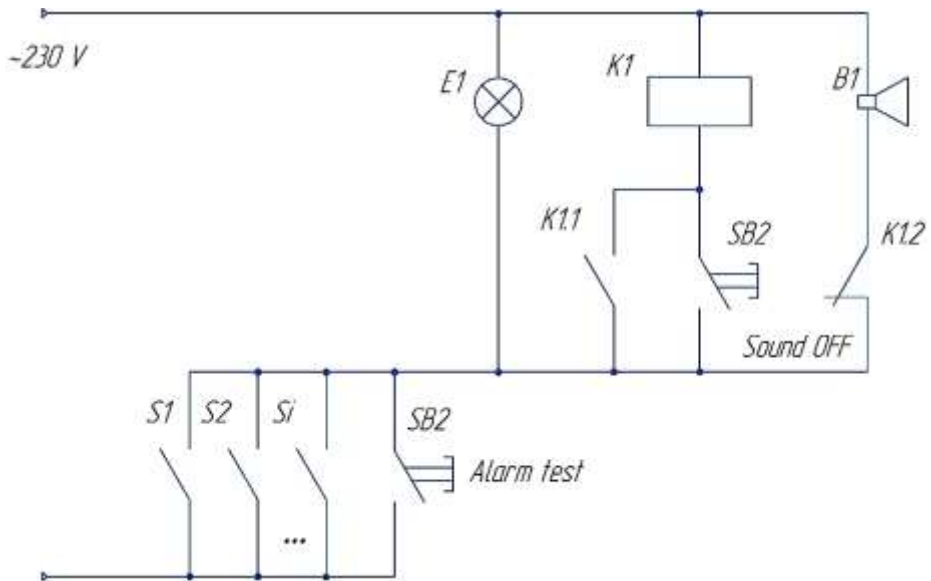 ~230 V
E1
K1
B1
K1.1
SB2
K1.2
Sound OFF
S1
S2
Si
SB2
Alarm test
...